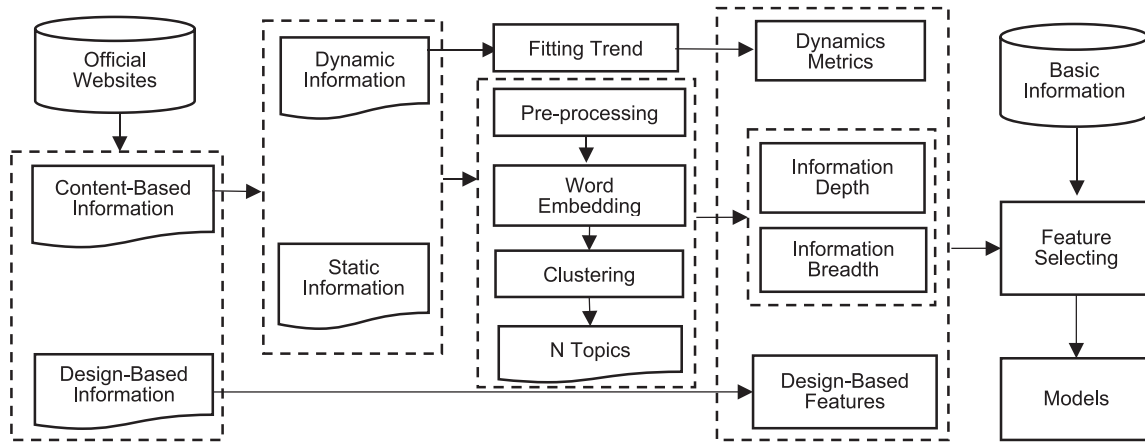 Official
Websites
Content-Based
Information
Design-Based
Information
Dynamic
Information
Static
Information
Fitting Trend
Pre-processing
Word
Embedding
Clustering
N Topics
Dynamics
Metrics
Information
Depth
Information
Breadth
Design-Based
Features
Basic
Information
Feature
Selecting
Models